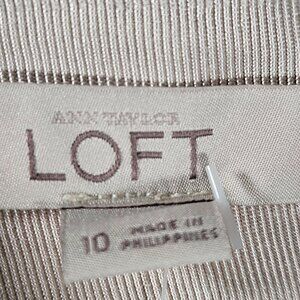 ANN TAYLOR
LOFT
10
MADE IN
PHILIPPINES